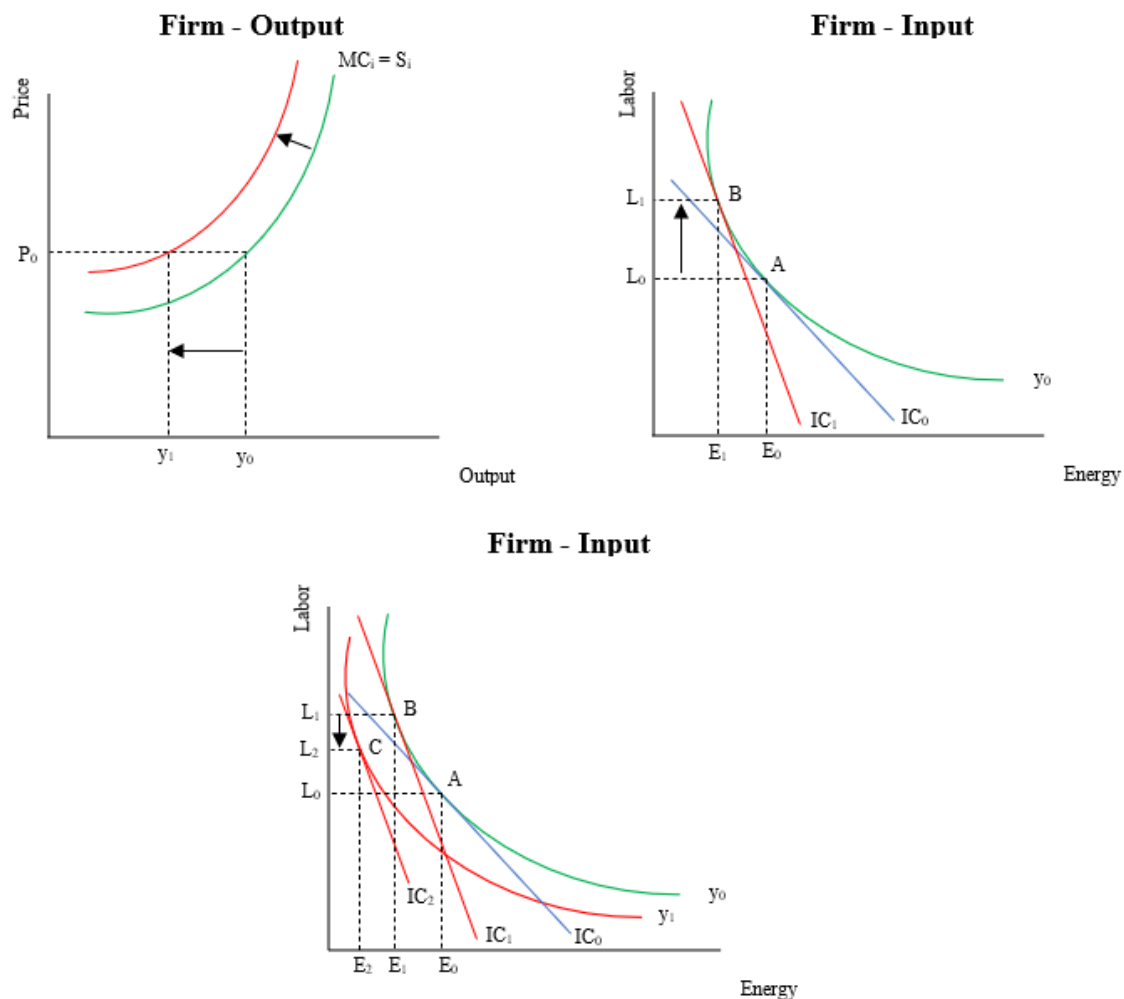 Firm - Output
Price
MCᵢ = Sᵢ
P₀
y₁
y₀
Output
Firm - Input
Labor
L₁
B
L₀
A
y₀
IC₁
IC₀
E₁
E₀
Energy
Firm - Input
Labor
L₁
B
L₂
C
L₀
A
IC₂
y₀
y₁
IC₁
IC₀
E₂
E₁
E₀
Energy